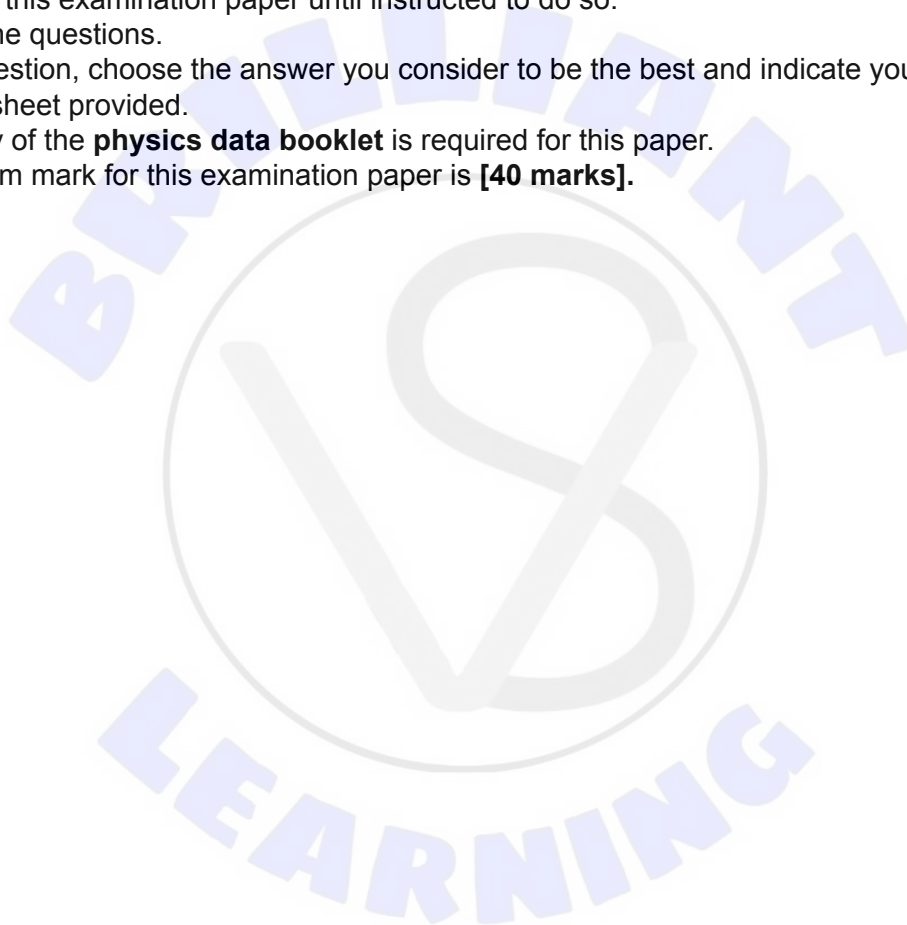 this examination paper until instructed to do so.
ne questions.
estion, choose the answer you consider to be the best and indicate you
sheet provided.
of the physics data booklet is required for this paper.
m mark for this examination paper is [40 marks].
BRILLIANT
VS
LEARNING